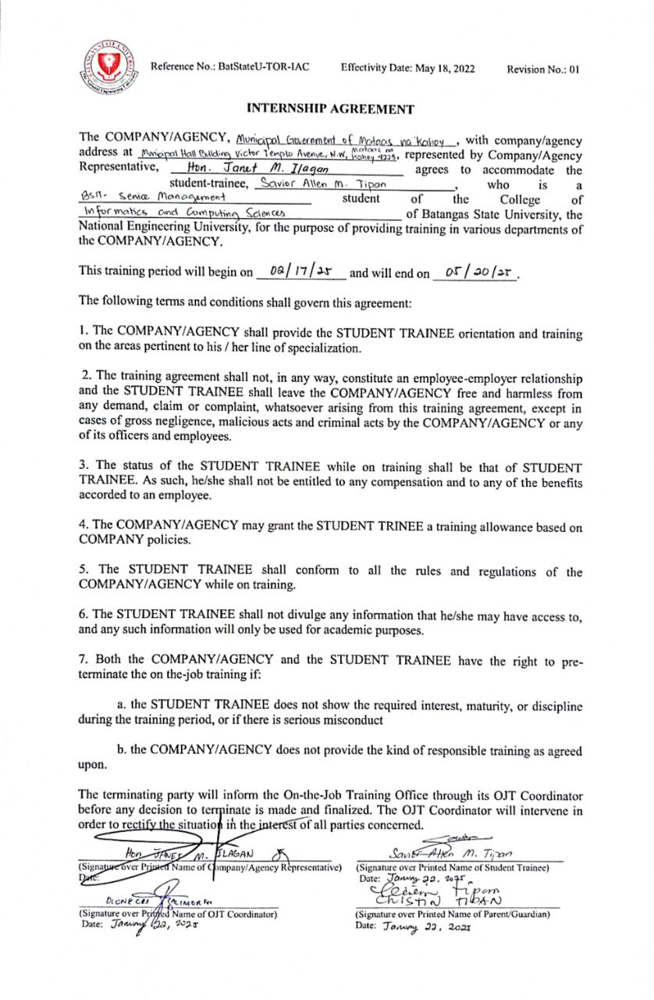 Reference No.: BatStateU-TOR-IAC Effectivity Date: May 18, 2022 Revision No.: 01
INTERNSHIP AGREEMENT
The COMPANY/AGENCY, Municipal Government of Mataas na Kahoy, with company/agency
address at Municipal Hall Building Victor Templo Avenue, N.W, Mataas na Kahoy 4223, represented by Company/Agency
Representative, Hon. Janet M. Ilagan agrees to accommodate the
student-trainee, Savior Allen M. Tipan, who is a
BSIT- Service Management student of the College of
Informatics and Computing Sciences of Batangas State University, the
National Engineering University, for the purpose of providing training in various departments of
the COMPANY/AGENCY.
This training period will begin on 02/17/25 and will end on 05/20/25.
The following terms and conditions shall govern this agreement:
1. The COMPANY/AGENCY shall provide the STUDENT TRAINEE orientation and training
on the areas pertinent to his / her line of specialization.
2. The training agreement shall not, in any way, constitute an employee-employer relationship
and the STUDENT TRAINEE shall leave the COMPANY/AGENCY free and harmless from
any demand, claim or complaint, whatsoever arising from this training agreement, except in
cases of gross negligence, malicious acts and criminal acts by the COMPANY/AGENCY or any
of its officers and employees.
3. The status of the STUDENT TRAINEE while on training shall be that of STUDENT
TRAINEE. As such, he/she shall not be entitled to any compensation and to any of the benefits
accorded to an employee.
4. The COMPANY/AGENCY may grant the STUDENT TRINEE a training allowance based on
COMPANY policies.
5. The STUDENT TRAINEE shall conform to all the rules and regulations of the
COMPANY/AGENCY while on training.
6. The STUDENT TRAINEE shall not divulge any information that he/she may have access to,
and any such information will only be used for academic purposes.
7. Both the COMPANY/AGENCY and the STUDENT TRAINEE have the right to pre-
terminate the on the-job training if:
a. the STUDENT TRAINEE does not show the required interest, maturity, or discipline
during the training period, or if there is serious misconduct
b. the COMPANY/AGENCY does not provide the kind of responsible training as agreed
upon.
The terminating party will inform the On-the-Job Training Office through its OJT Coordinator
before any decision to terminate is made and finalized. The OJT Coordinator will intervene in
order to rectify the situation in the interest of all parties concerned.
Hon JANET M. ILAGAN
(Signature over Printed Name of Company/Agency Representative)
Date:
Savior Allen M. Tipan
(Signature over Printed Name of Student Trainee)
Date: January 22, 2025
(Signature over Printed Name of OJT Coordinator)
Date: January 22, 2025
CHISTIN TIPAN
(Signature over Printed Name of Parent/Guardian)
Date: January 22, 2025